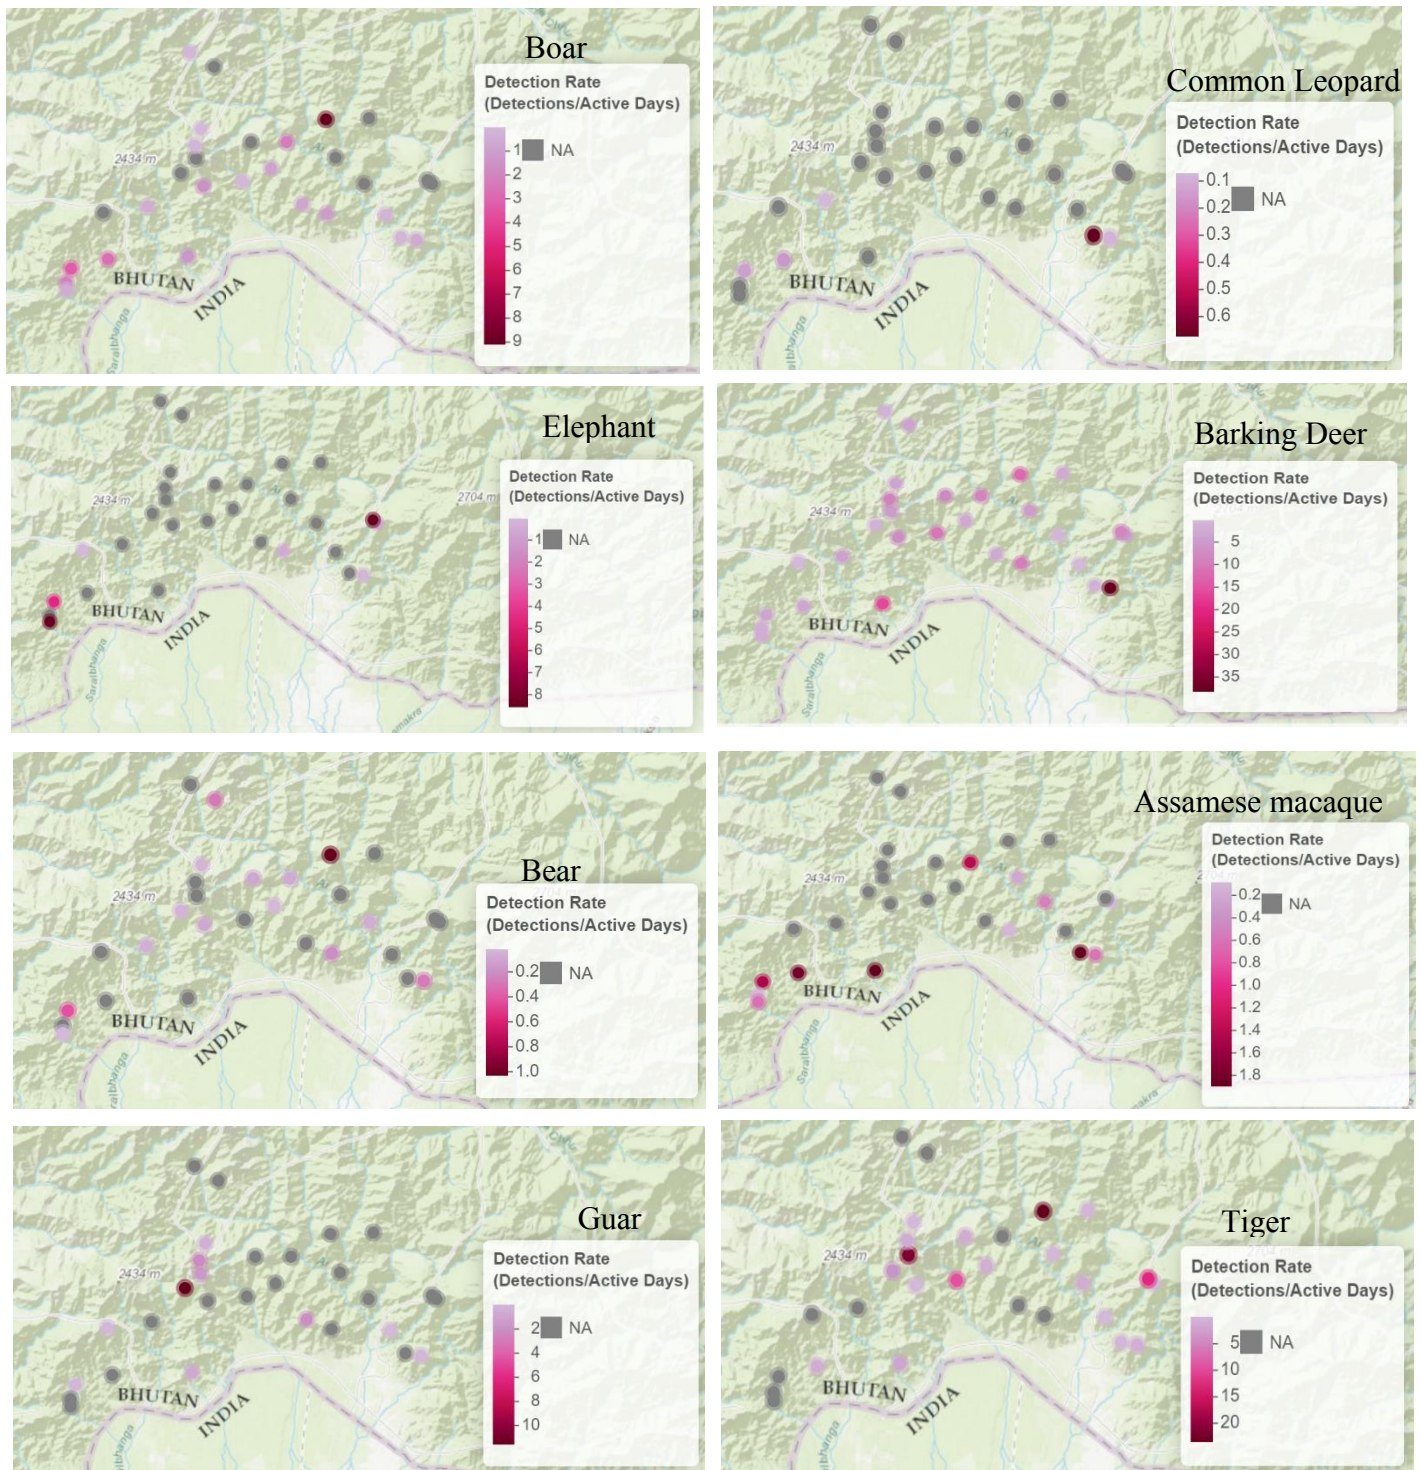 Boar
Detection Rate
(Detections/Active Days)
1
NA
2
3
4
5
6
7
8
9
2434 m
BHUTAN
INDIA
Saralbhanga
Common Leopard
Detection Rate
(Detections/Active Days)
0.1
0.2
NA
0.3
0.4
0.5
0.6
2434 m
BHUTAN
INDIA
Elephant
Detection Rate
(Detections/Active Days)
1
NA
2
3
4
5
6
7
8
2434 m
2704 m
BHUTAN
INDIA
Saralbhanga
Barking Deer
Detection Rate
(Detections/Active Days)
5
10
15
20
25
30
35
2434 m
BHUTAN
INDIA
Saralbhanga
Bear
Detection Rate
(Detections/Active Days)
0.2
NA
0.4
0.6
0.8
1.0
2434 m
BHUTAN
INDIA
Assamese macaque
Detection Rate
(Detections/Active Days)
0.2
NA
0.4
0.6
0.8
1.0
1.2
1.4
1.6
1.8
2434 m
BHUTAN
INDIA
Saralbhanga
Guar
Detection Rate
(Detections/Active Days)
2
NA
4
6
8
10
2434 m
BHUTAN
INDIA
Tiger
Detection Rate
(Detections/Active Days)
5
NA
10
15
20
2434 m
BHUTAN
INDIA